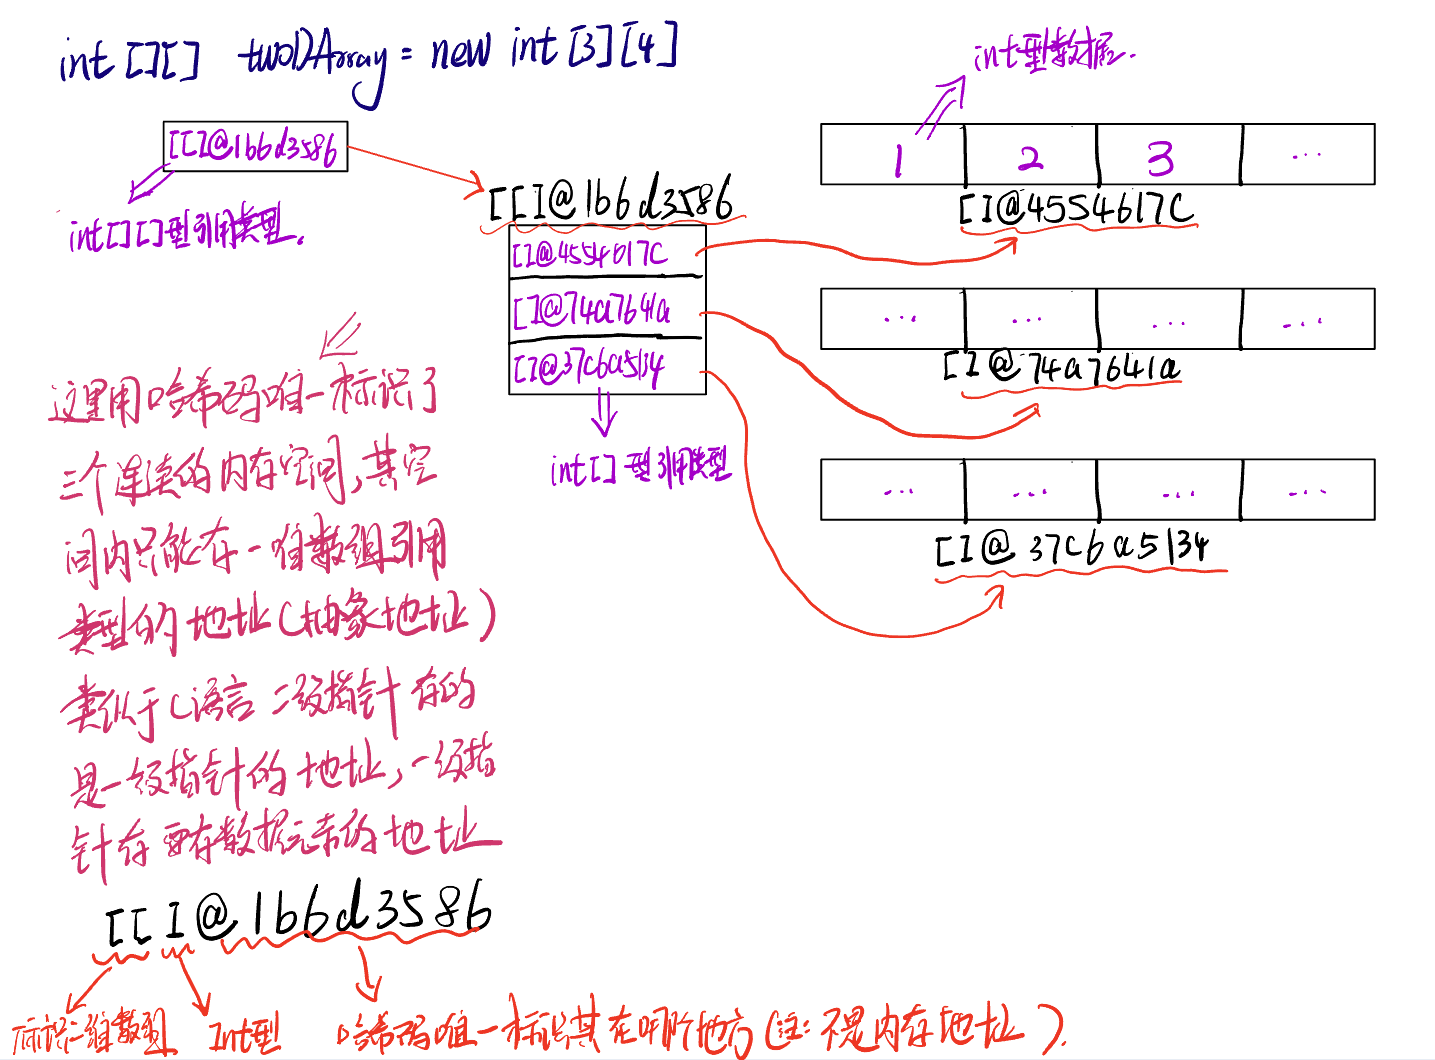 int [][] twoDArray = new int [3][4]
int型数据.
[[I@1bbd3586
int[][]型引用类型.
[[I@1bbd3586
[I@4554617C
[I@74a7641a
[I@37c6a5134
int[]型引用类型
1 2 3 ...
[I@4554617C
... ... ... ...
[I@74a7641a
... ... ... ...
[I@37c6a5134
这里用哈希码唯一标识了
三个连续的内存空间,其空
间内只能存一维数组引用
类型的地址(抽象地址)
类似于C语言二级指针存的
是一级指针的地址,一级指
针存要存数据元素的地址
[[I@1bbd3586
标识二维数组 Int型 哈希码唯一标识其在哪个地方(注:不是内存地址).